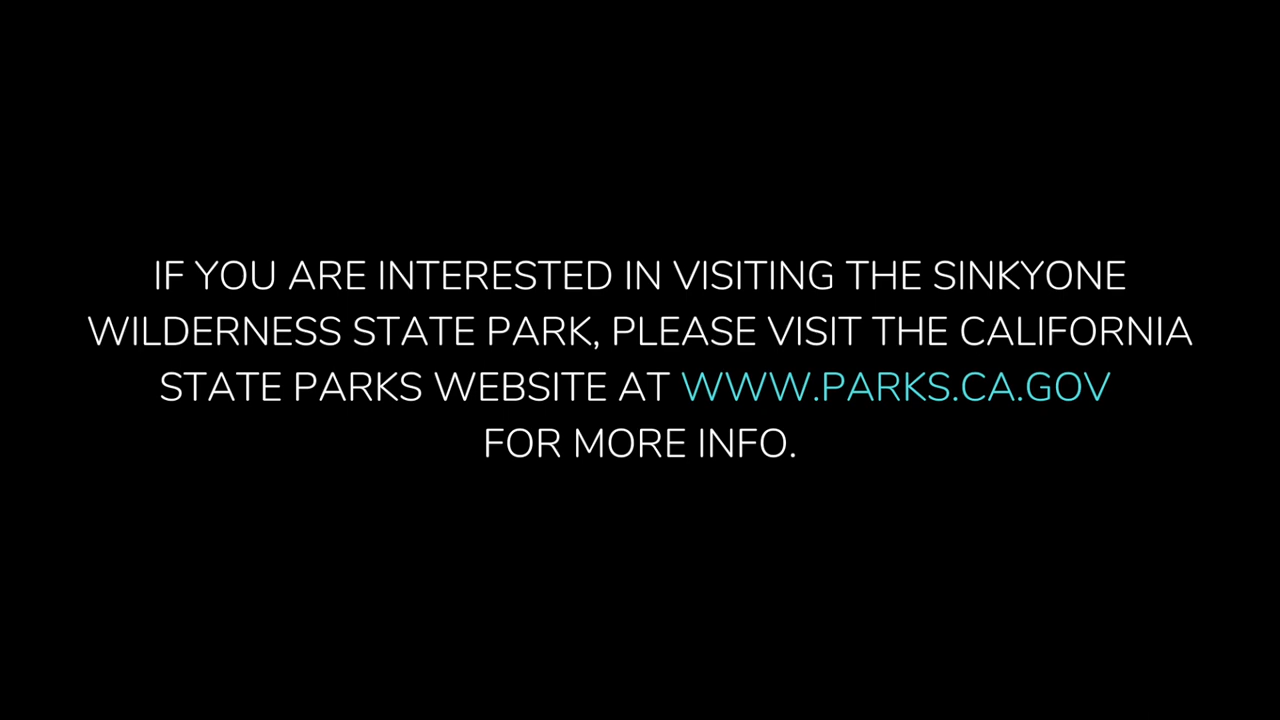 IF YOU ARE INTERESTED IN VISITING THE SINKYONE
WILDERNESS STATE PARK, PLEASE VISIT THE CALIFORNIA
STATE PARKS WEBSITE AT WWW.PARKS.CA.GOV
FOR MORE INFO.